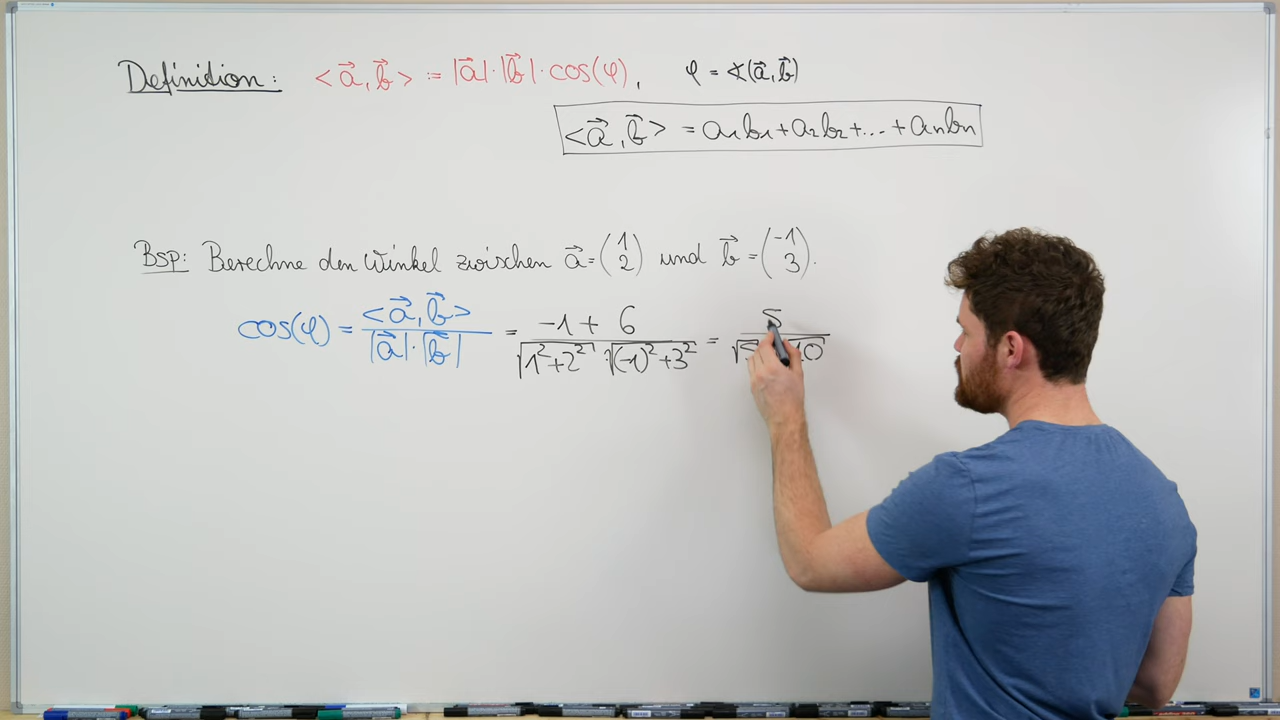 Definition: <a⃗,b⃗> := |a⃗|·|b⃗|·cos(φ), φ = ∢(a⃗,b⃗)
<a⃗,b⃗> = a₁b₁+a₂b₂+...+aₙbₙ
Bsp: Berechne den Winkel zwischen a⃗=(1 2) und b⃗=(-1 3).
cos(φ) = <a⃗,b⃗> / |a⃗|·|b⃗| = -1+6 / √1²+2² · √(-1)²+3² = 5 / √